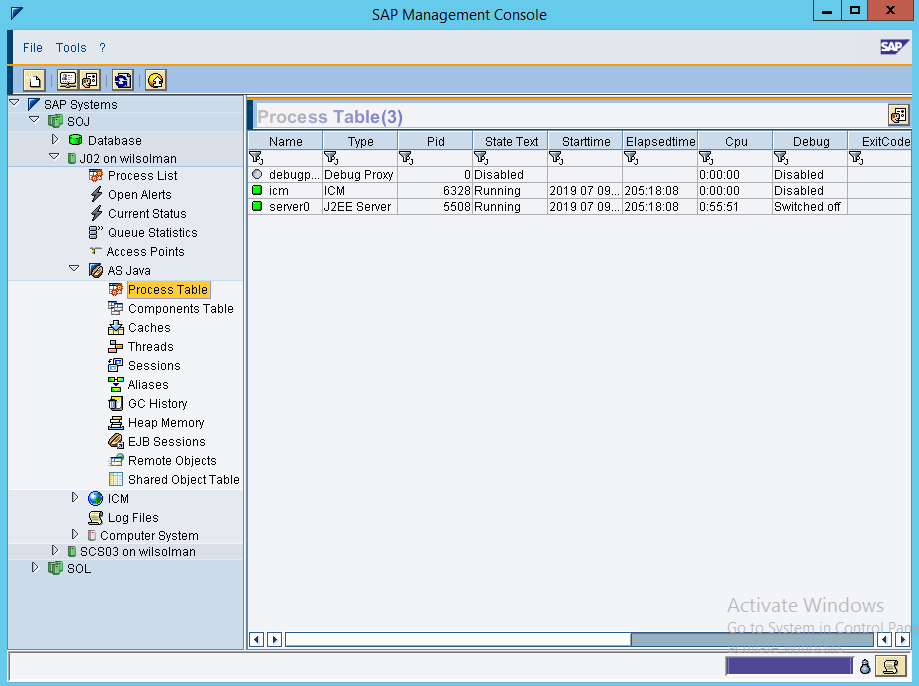 SAP Management Console
File Tools ?
SAP
SAP Systems
SOJ
Database
J02 on wilsolman
Process List
Open Alerts
Current Status
Queue Statistics
Access Points
AS Java
Process Table
Components Table
Caches
Threads
Sessions
Aliases
GC History
Heap Memory
EJB Sessions
Remote Objects
Shared Object Table
ICM
Log Files
Computer System
SCS03 on wilsolman
SOL
Process Table(3)
Name Type Pid State Text Starttime Elapsedtime Cpu Debug ExitCode
debugp... Debug Proxy 0 Disabled 0:00:00 Disabled
icm ICM 6328 Running 2019 07 09... 205:18:08 0:00:00 Disabled
server0 J2EE Server 5508 Running 2019 07 09... 205:18:08 0:55:51 Switched off
Activate Windows
Go to System in Control Pane